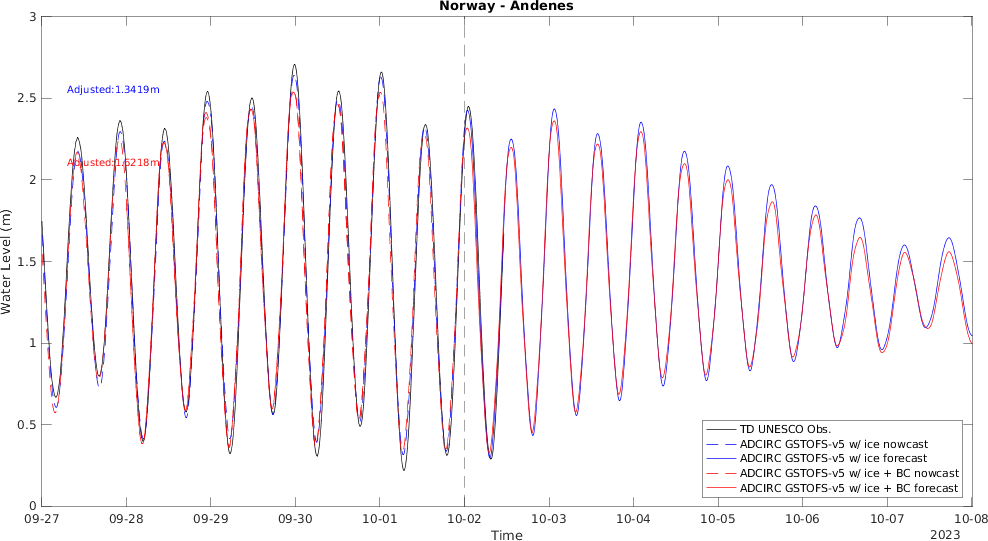 Norway - Andenes
3
2.5
2
1.5
1
0.5
0
Water Level (m)
Adjusted:1.3419m
Adjusted:1.6218m
TD UNESCO Obs.
ADCIRC GSTOFS-v5 w/ ice nowcast
ADCIRC GSTOFS-v5 w/ ice forecast
ADCIRC GSTOFS-v5 w/ ice + BC nowcast
ADCIRC GSTOFS-v5 w/ ice + BC forecast
09-27 09-28 09-29 09-30 10-01 10-02 10-03 10-04 10-05 10-06 10-07 10-08
Time
2023